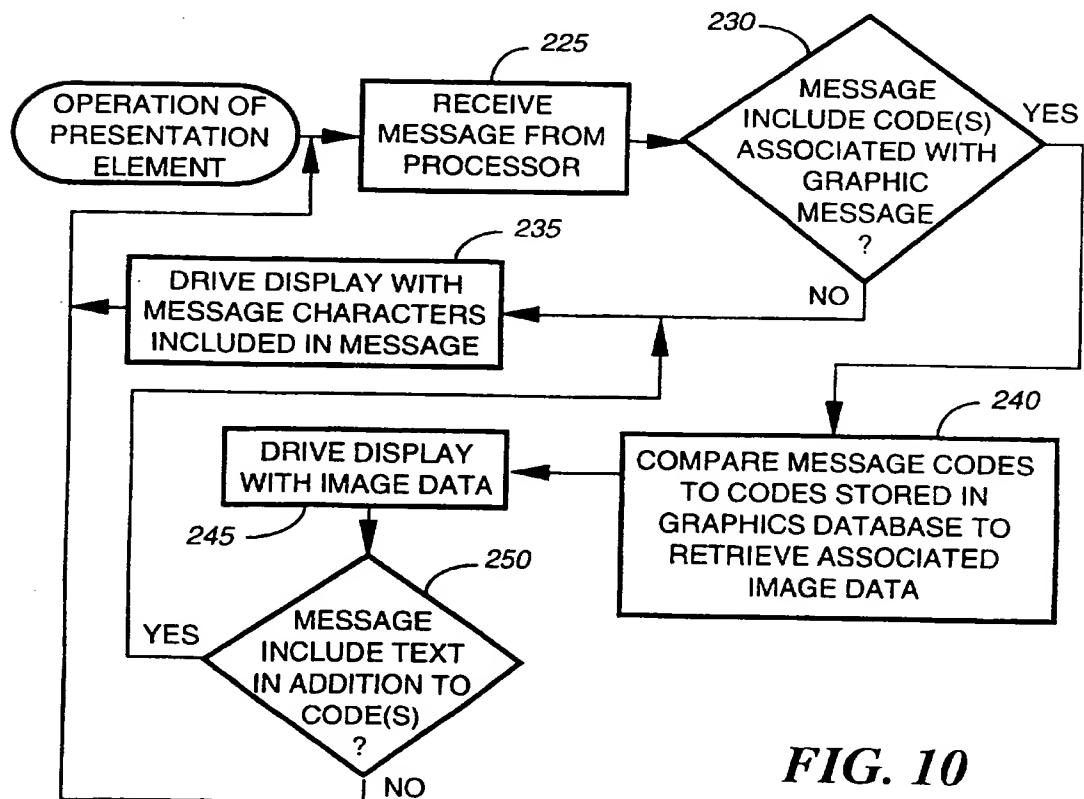 OPERATION OF
PRESENTATION
ELEMENT
225
RECEIVE
MESSAGE FROM
PROCESSOR
230
MESSAGE
INCLUDE CODE(S)
ASSOCIATED WITH
GRAPHIC
MESSAGE
?
YES
NO
235
DRIVE DISPLAY WITH
MESSAGE CHARACTERS
INCLUDED IN MESSAGE
240
COMPARE MESSAGE CODES
TO CODES STORED IN
GRAPHICS DATABASE TO
RETRIEVE ASSOCIATED
IMAGE DATA
DRIVE DISPLAY
WITH IMAGE DATA
245
250
MESSAGE
INCLUDE TEXT
IN ADDITION TO
CODE(S)
?
YES
NO
FIG. 10